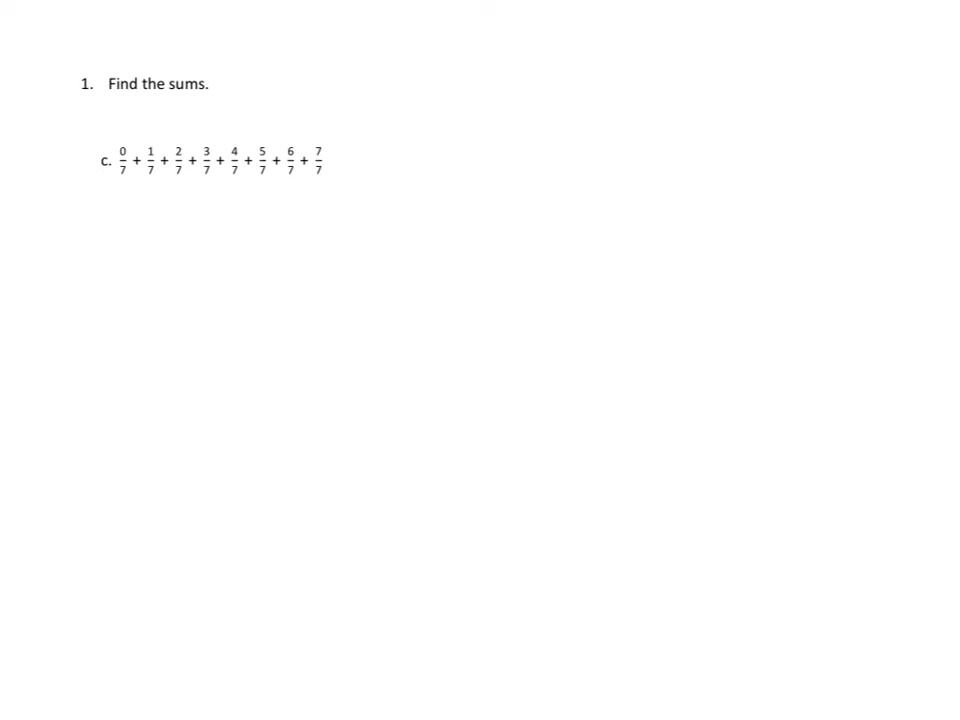 1. Find the sums.
c. 0/7 + 1/7 + 2/7 + 3/7 + 4/7 + 5/7 + 6/7 + 7/7